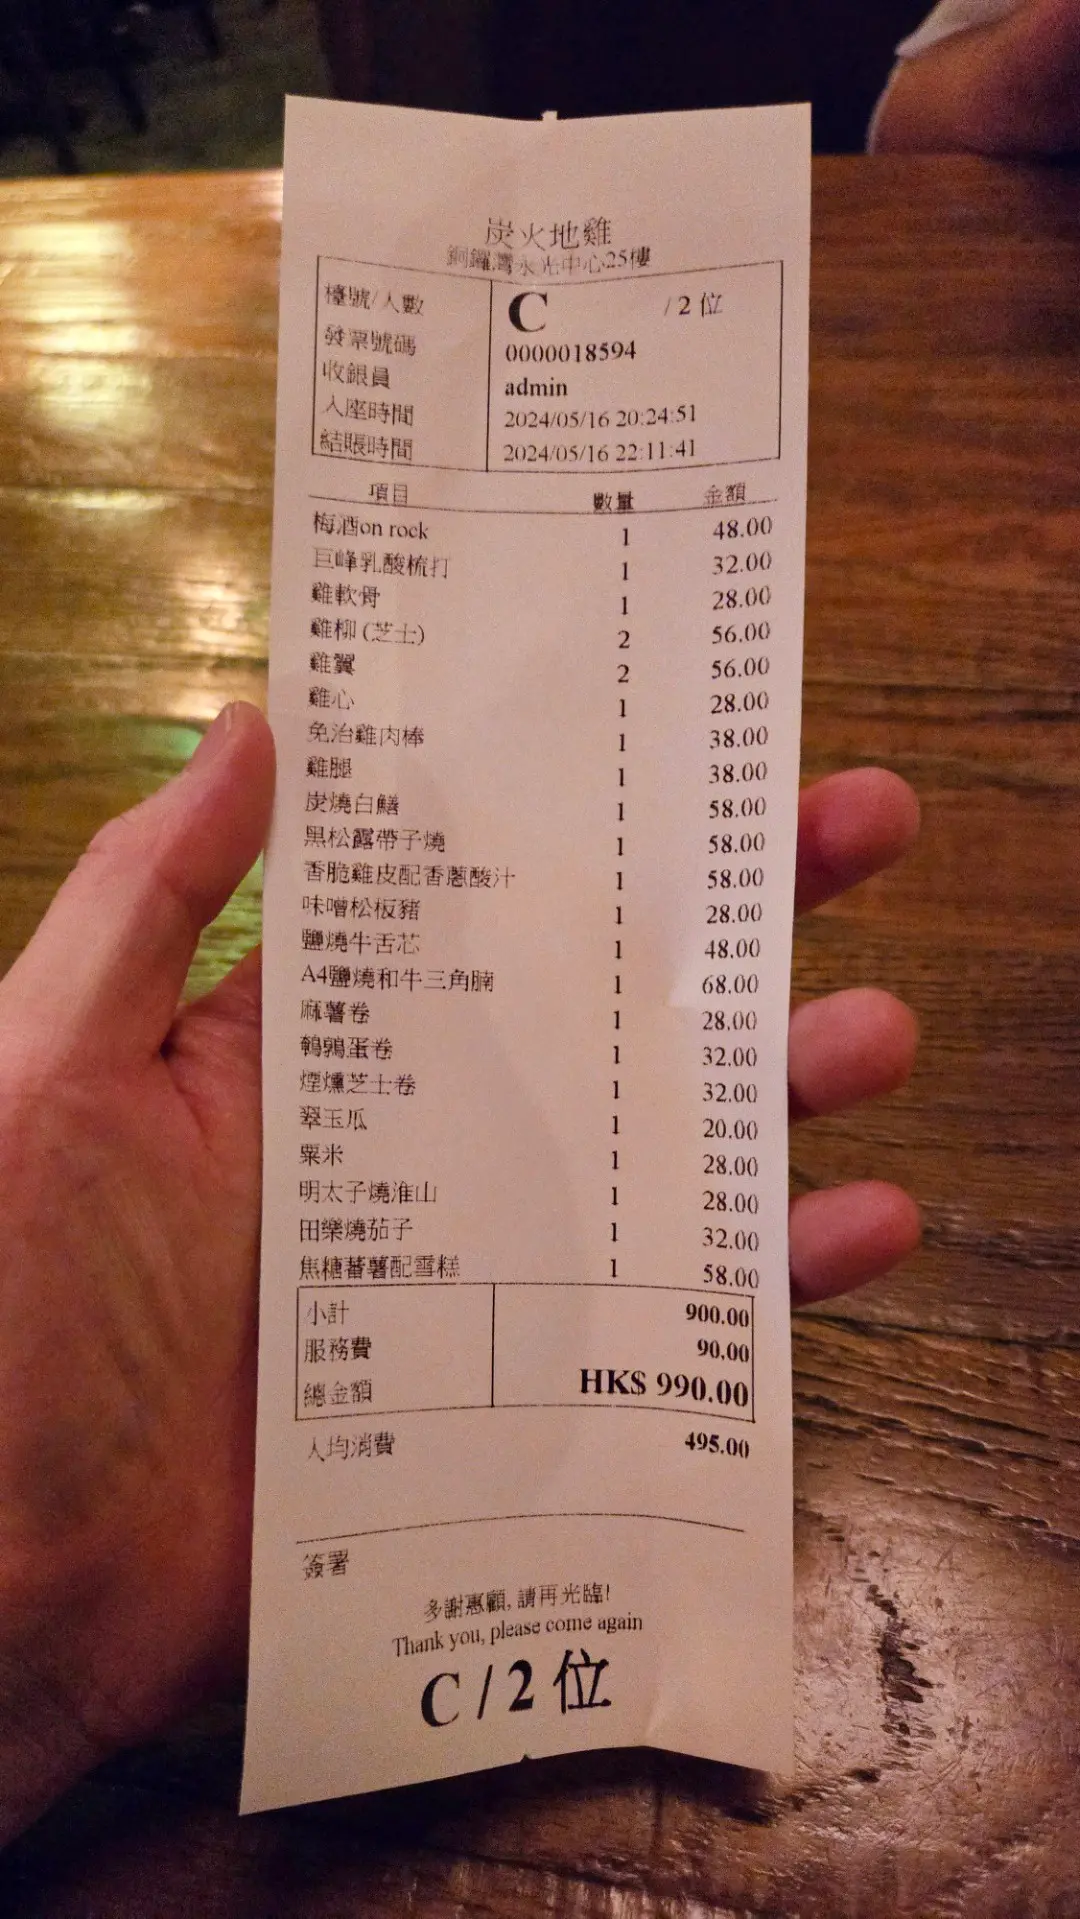 炭火地雞
銅鑼灣永光中心25樓
檯號/人數 C /2 位
發票號碼 0000018594
收銀員 admin
入座時間 2024/05/16 20:24:51
結賬時間 2024/05/16 22:11:41
項目 數量 金額
梅酒on rock 1 48.00
巨峰乳酸梳打 1 32.00
雞軟骨 1 28.00
雞柳 (芝士) 2 56.00
雞翼 2 56.00
雞心 1 28.00
免治雞肉棒 1 38.00
雞腿 1 38.00
炭燒白鱔 1 58.00
黑松露帶子燒 1 58.00
香脆雞皮配香蔥酸汁 1 58.00
味噌松板豬 1 28.00
鹽燒牛舌芯 1 48.00
A4鹽燒和牛三角腩 1 68.00
麻薯卷 1 28.00
鵪鶉蛋卷 1 32.00
煙燻芝士卷 1 32.00
翠玉瓜 1 20.00
粟米 1 28.00
明太子燒淮山 1 28.00
田樂燒茄子 1 32.00
焦糖蕃薯配雪糕 1 58.00
小計 900.00
服務費 90.00
總金額 HK$ 990.00
人均消費 495.00
簽署
多謝惠顧, 請再光臨!
Thank you, please come again
C / 2 位